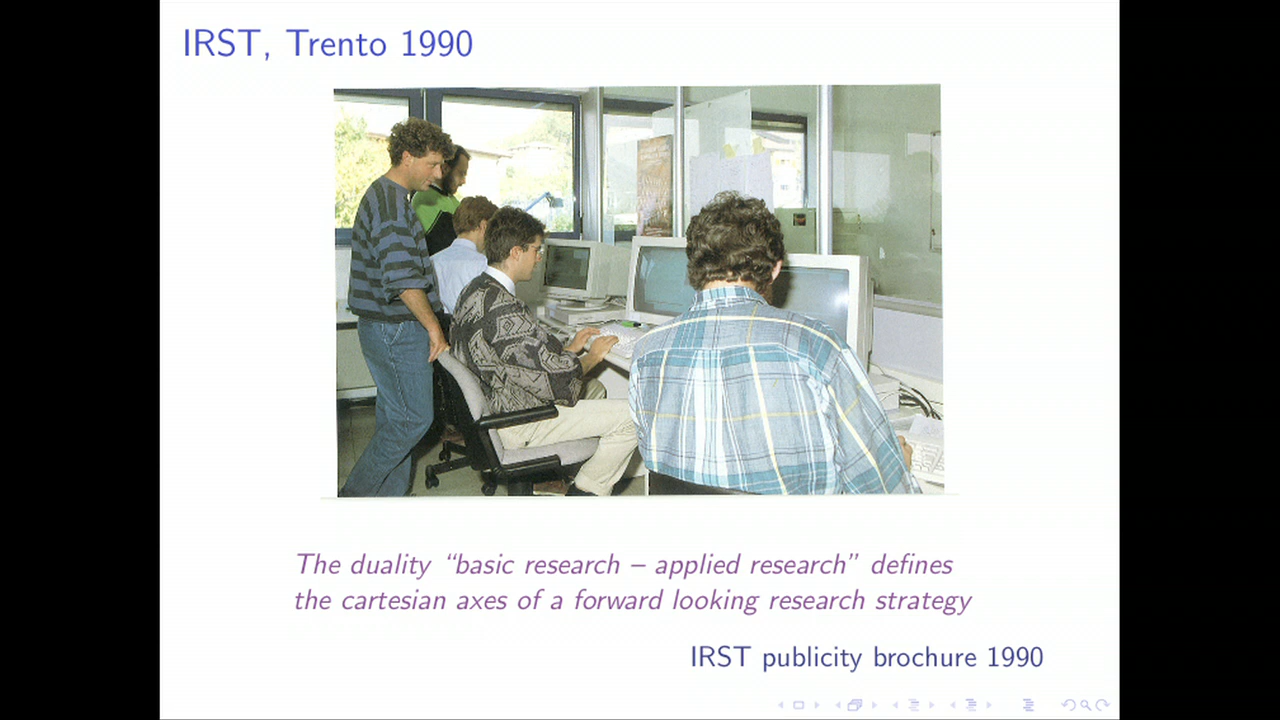 IRST, Trento 1990
The duality “basic research – applied research” defines
the cartesian axes of a forward looking research strategy
IRST publicity brochure 1990